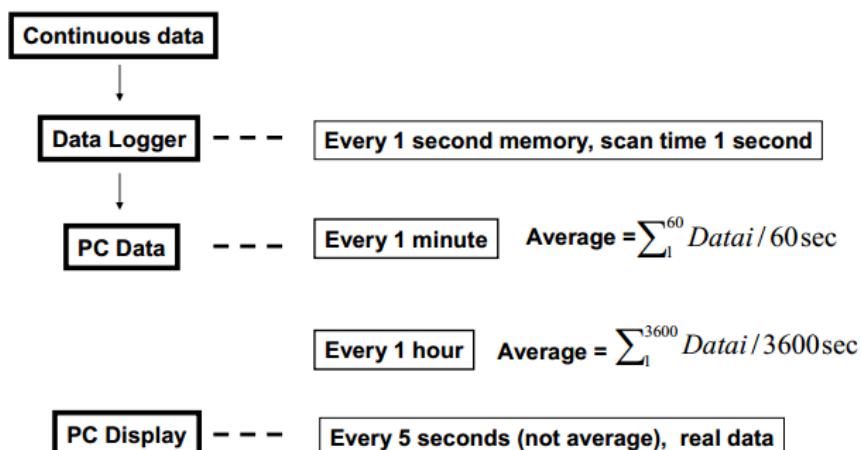 Continuous data
Data Logger
Every 1 second memory, scan time 1 second
PC Data
Every 1 minute
Average = ∑₁⁶⁰ Datai / 60sec
Every 1 hour
Average = ∑₁³⁶⁰⁰ Datai / 3600sec
PC Display
Every 5 seconds (not average), real data